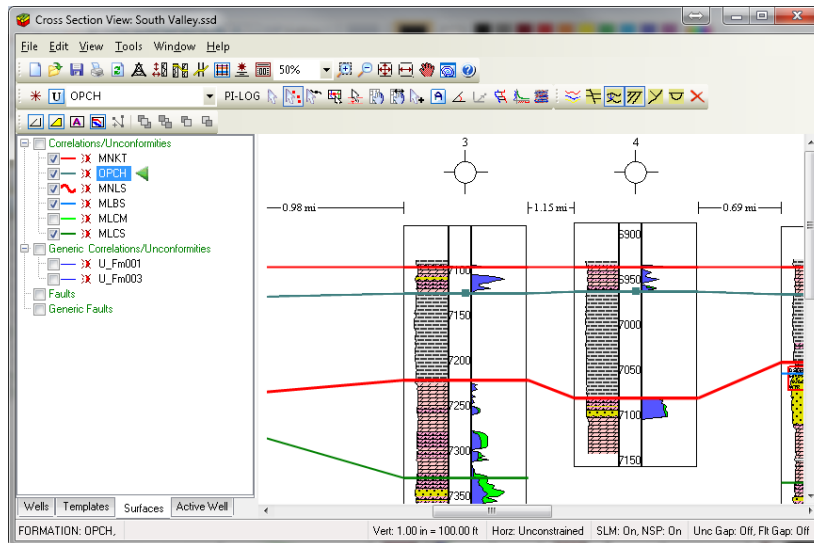 Cross Section View: South Valley.ssd
File Edit View Tools Window Help
50%
U OPCH PI-LOG
A
Correlations/Unconformities
MNKT
OPCH
MNLS
MLBS
MLCM
MLCS
Generic Correlations/Unconformities
U_Fm001
U_Fm003
Faults
Generic Faults
3 4
0.98 mi 1.15 mi 0.69 mi
6900
7100 6950
7150 7000
7200 7050
7250 7100
7300 7150
7350
Wells Templates Surfaces Active Well
FORMATION: OPCH, Vert: 1.00 in = 100.00 ft Horz: Unconstrained SLM: On, NSP: On Unc Gap: Off, Flt Gap: Off